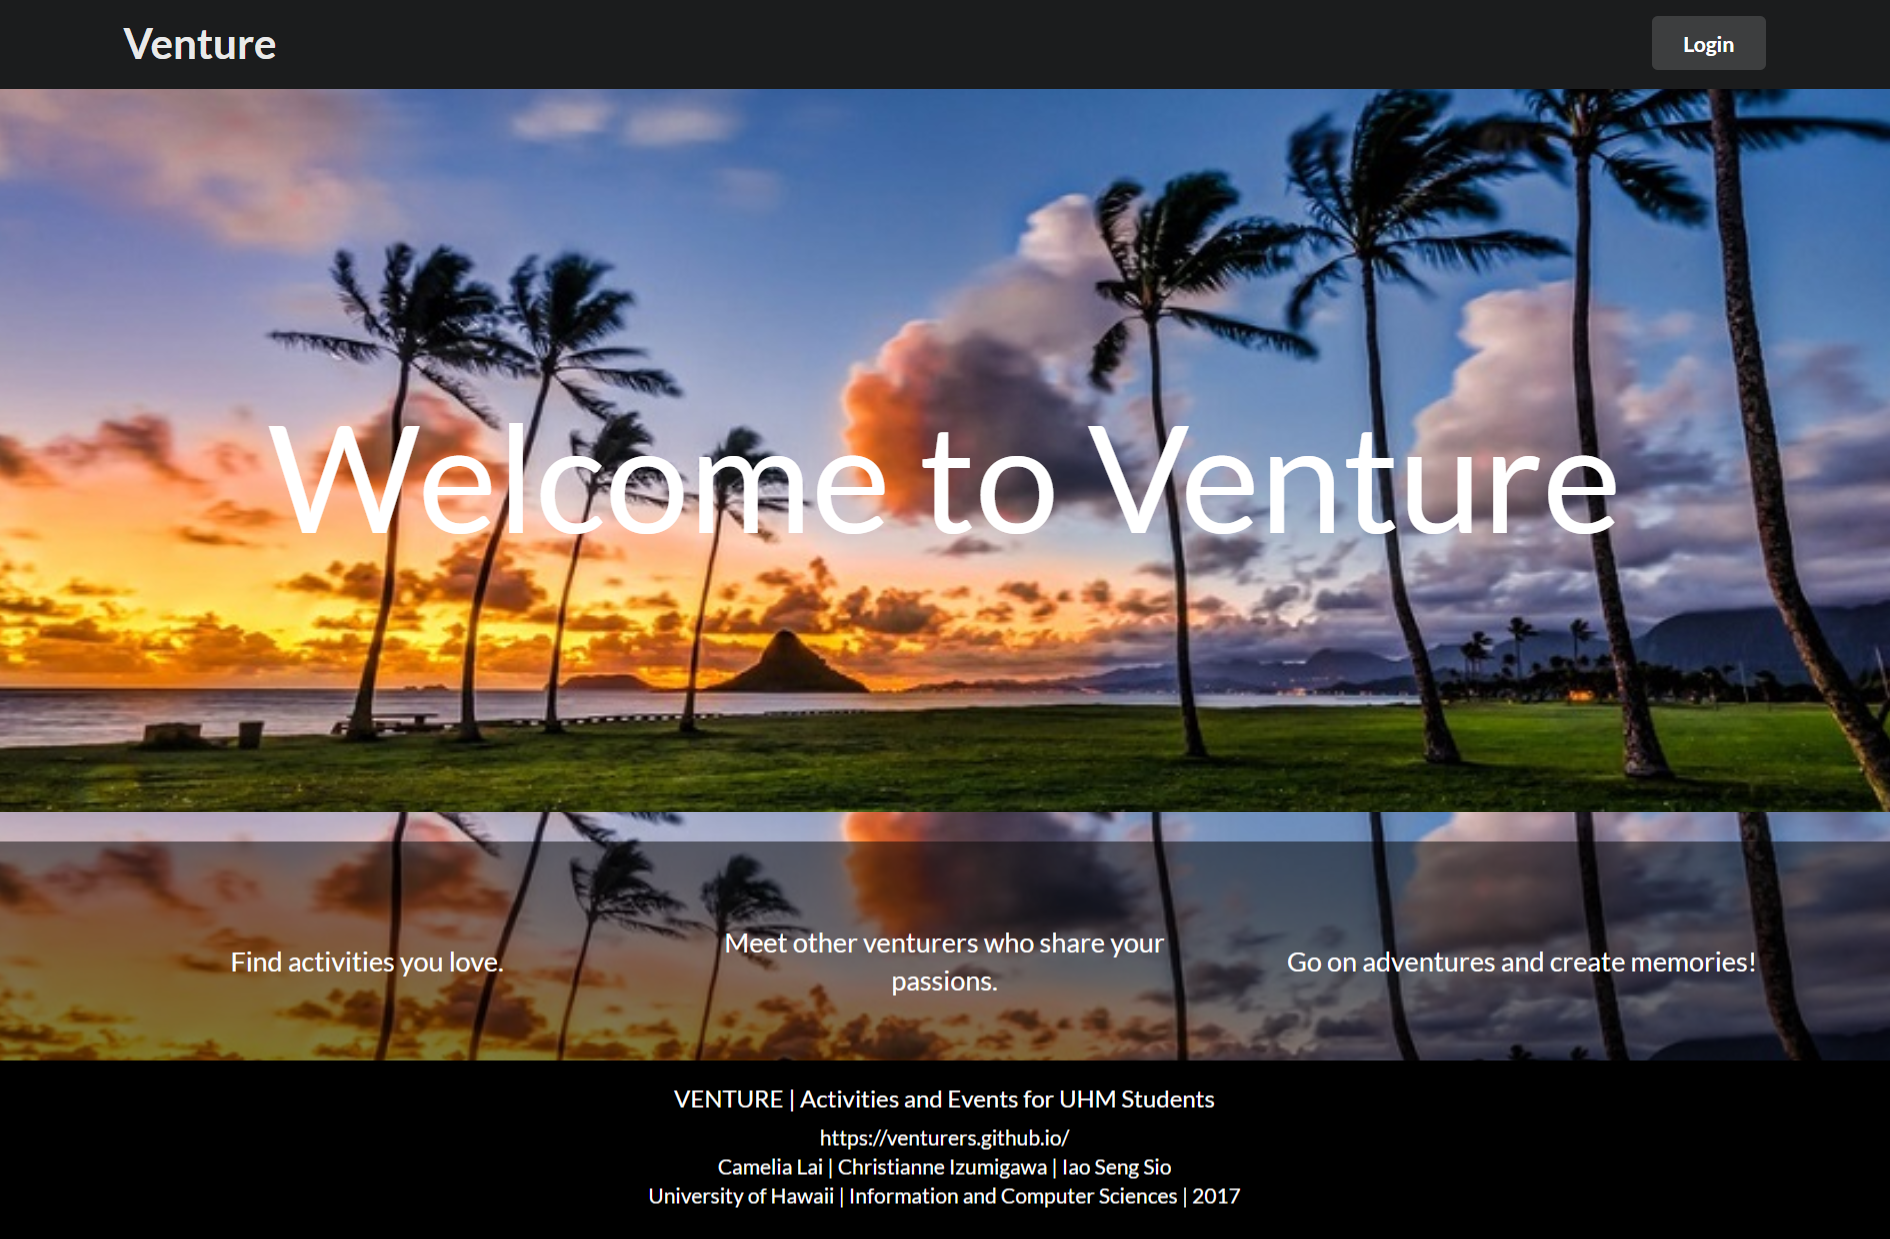 Venture
Login
Welcome to Venture
Find activities you love.
Meet other venturers who share your
passions.
Go on adventures and create memories!
VENTURE | Activities and Events for UHM Students
https://venturers.github.io/
Camelia Lai | Christianne Izumigawa | Iao Seng Sio
University of Hawaii | Information and Computer Sciences | 2017